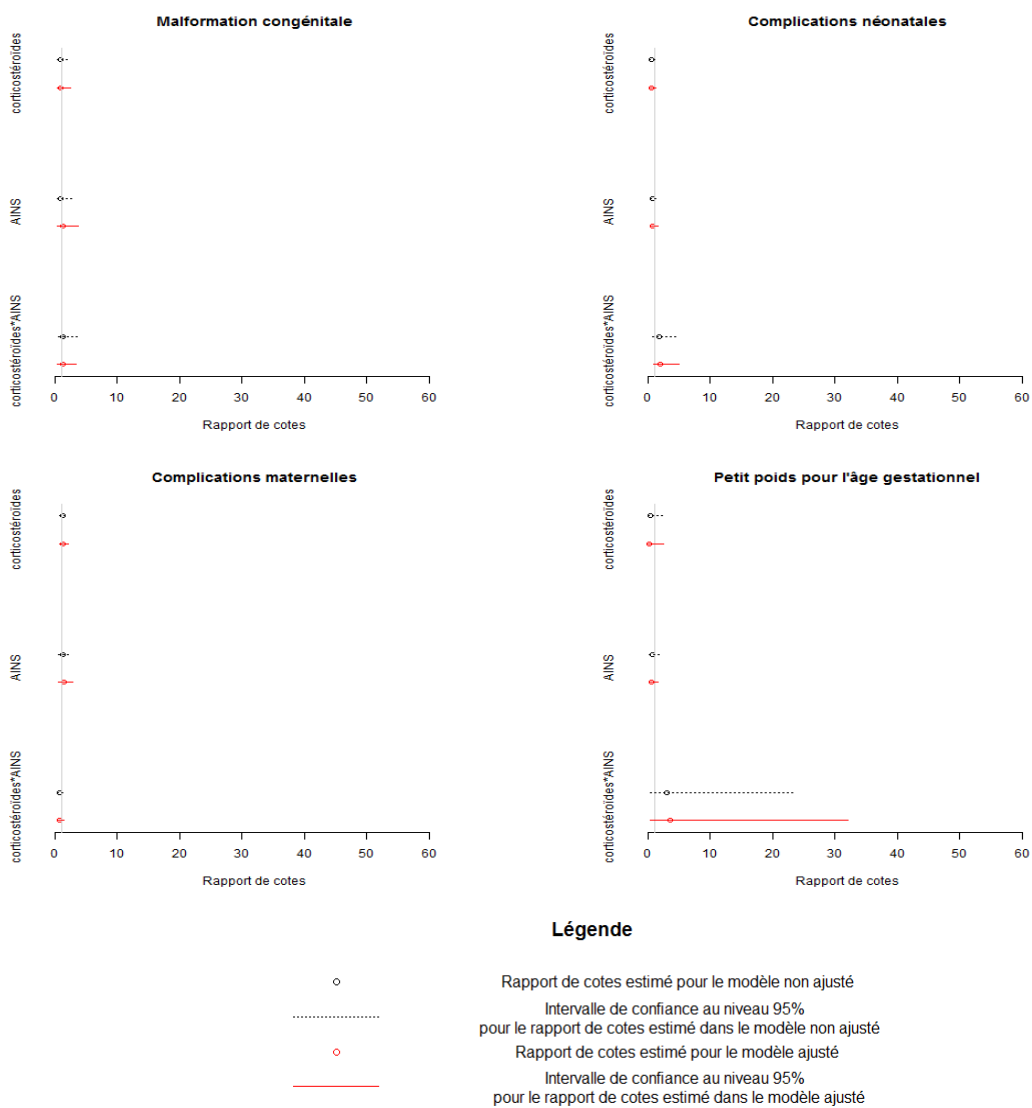 Malformation congénitale
corticostéroïdes
AINS
corticostéroïdes*AINS
0 10 20 30 40 50 60
Rapport de cotes
Complications néonatales
corticostéroïdes
AINS
corticostéroïdes*AINS
0 10 20 30 40 50 60
Rapport de cotes
Complications maternelles
corticostéroïdes
AINS
corticostéroïdes*AINS
0 10 20 30 40 50 60
Rapport de cotes
Petit poids pour l'âge gestationnel
corticostéroïdes
AINS
corticostéroïdes*AINS
0 10 20 30 40 50 60
Rapport de cotes
Légende
Rapport de cotes estimé pour le modèle non ajusté
Intervalle de confiance au niveau 95%
pour le rapport de cotes estimé dans le modèle non ajusté
Rapport de cotes estimé pour le modèle ajusté
Intervalle de confiance au niveau 95%
pour le rapport de cotes estimé dans le modèle ajusté